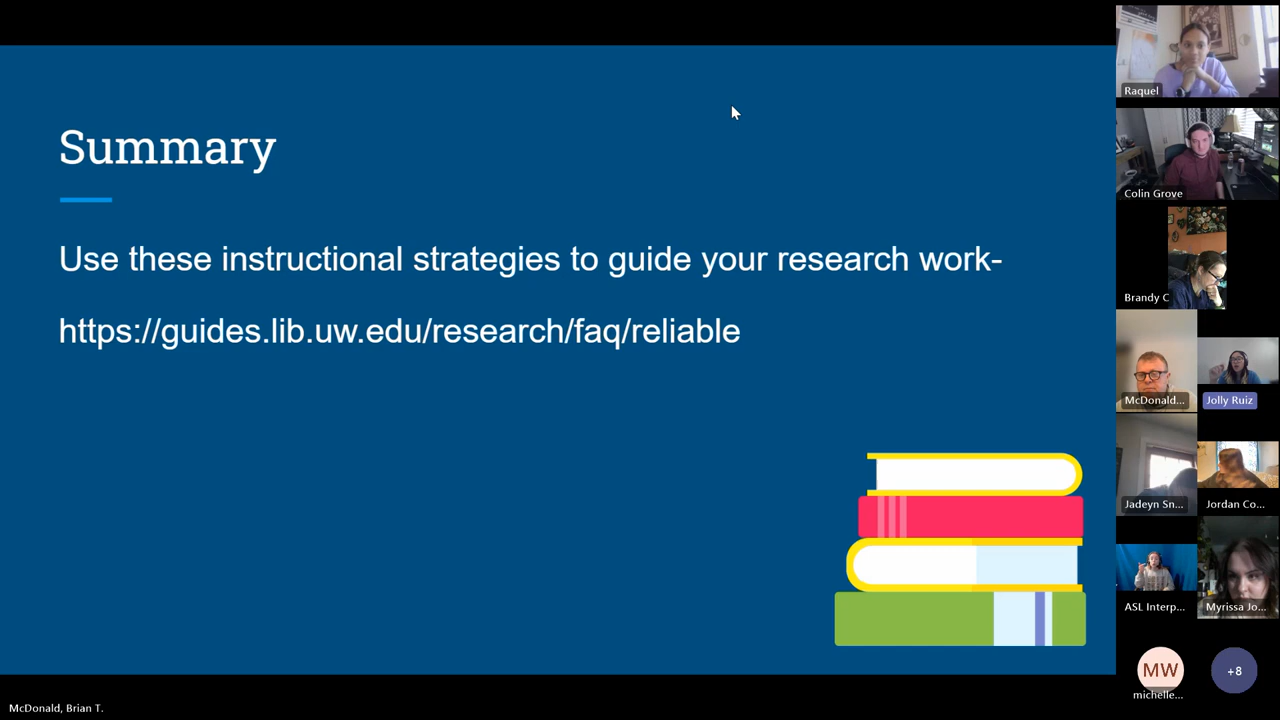 Summary
Use these instructional strategies to guide your research work-
https://guides.lib.uw.edu/research/faq/reliable
Raquel
Colin Grove
Brandy C
McDonald...
Jolly Ruiz
Jadeyn Sn...
Jordan Co...
ASL Interp...
Myrissa Jo...
MW
michelle...
+8
McDonald, Brian T.